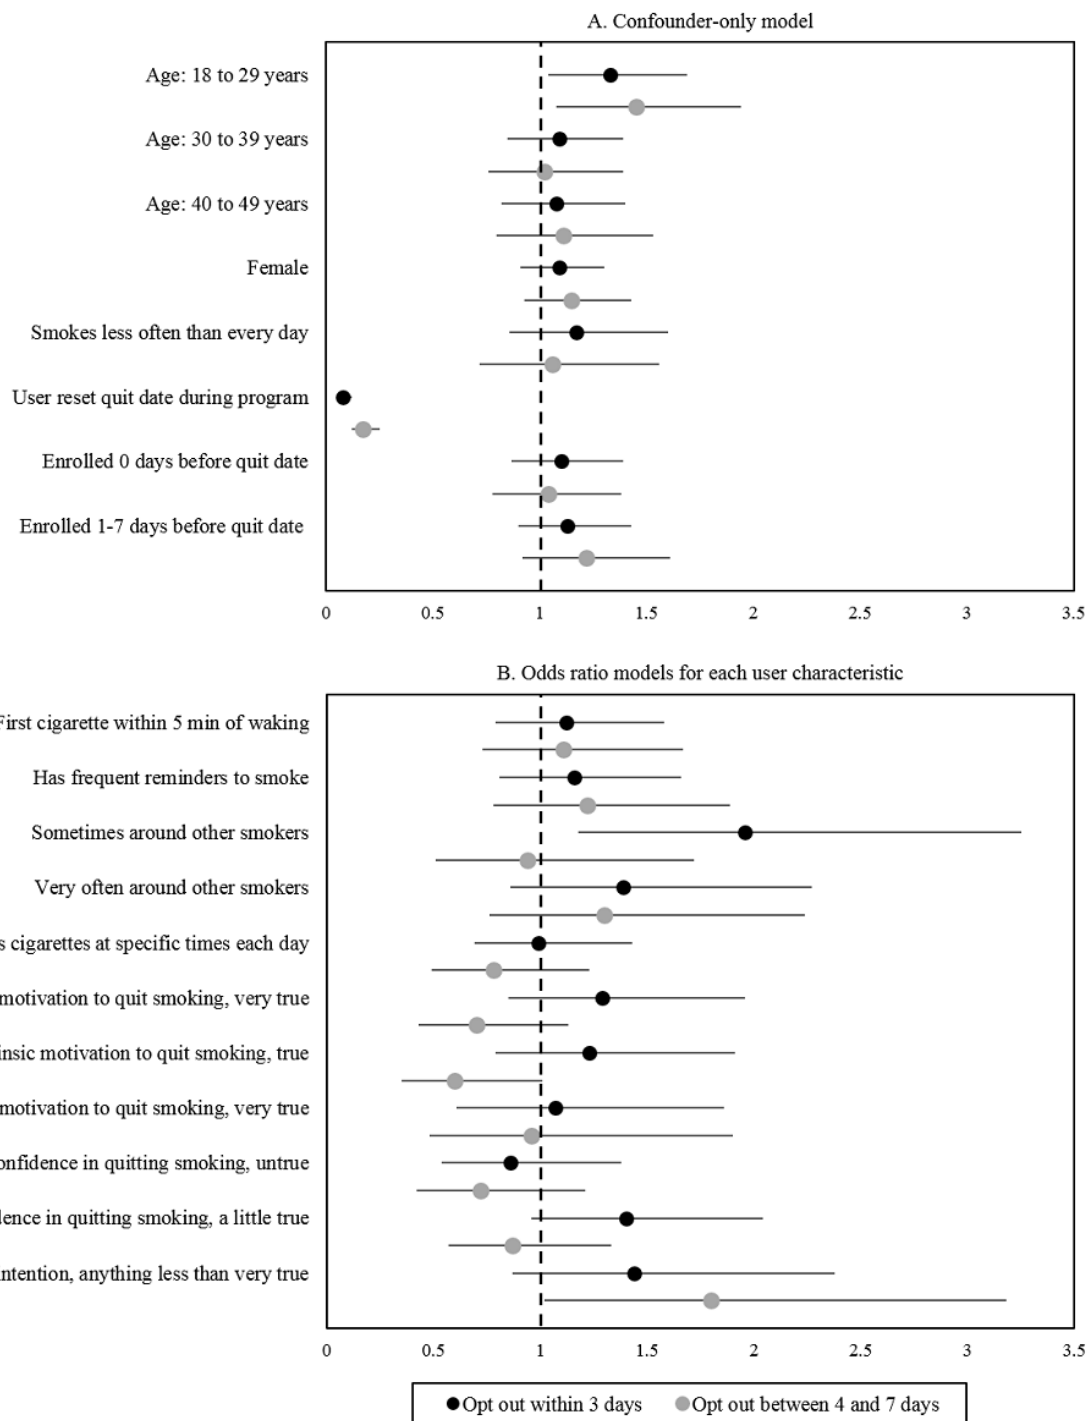 A. Confounder-only model
Age: 18 to 29 years
Age: 30 to 39 years
Age: 40 to 49 years
Female
Smokes less often than every day
User reset quit date during program
Enrolled 0 days before quit date
Enrolled 1-7 days before quit date
0 0.5 1 1.5 2 2.5 3 3.5
B. Odds ratio models for each user characteristic
First cigarette within 5 min of waking
Has frequent reminders to smoke
Sometimes around other smokers
Very often around other smokers
cigarettes at specific times each day
motivation to quit smoking, very true
motivation to quit smoking, true
motivation to quit smoking, very true
in quitting smoking, untrue
in quitting smoking, a little true
intention, anything less than very true
0 0.5 1 1.5 2 2.5 3 3.5
Opt out within 3 days Opt out between 4 and 7 days